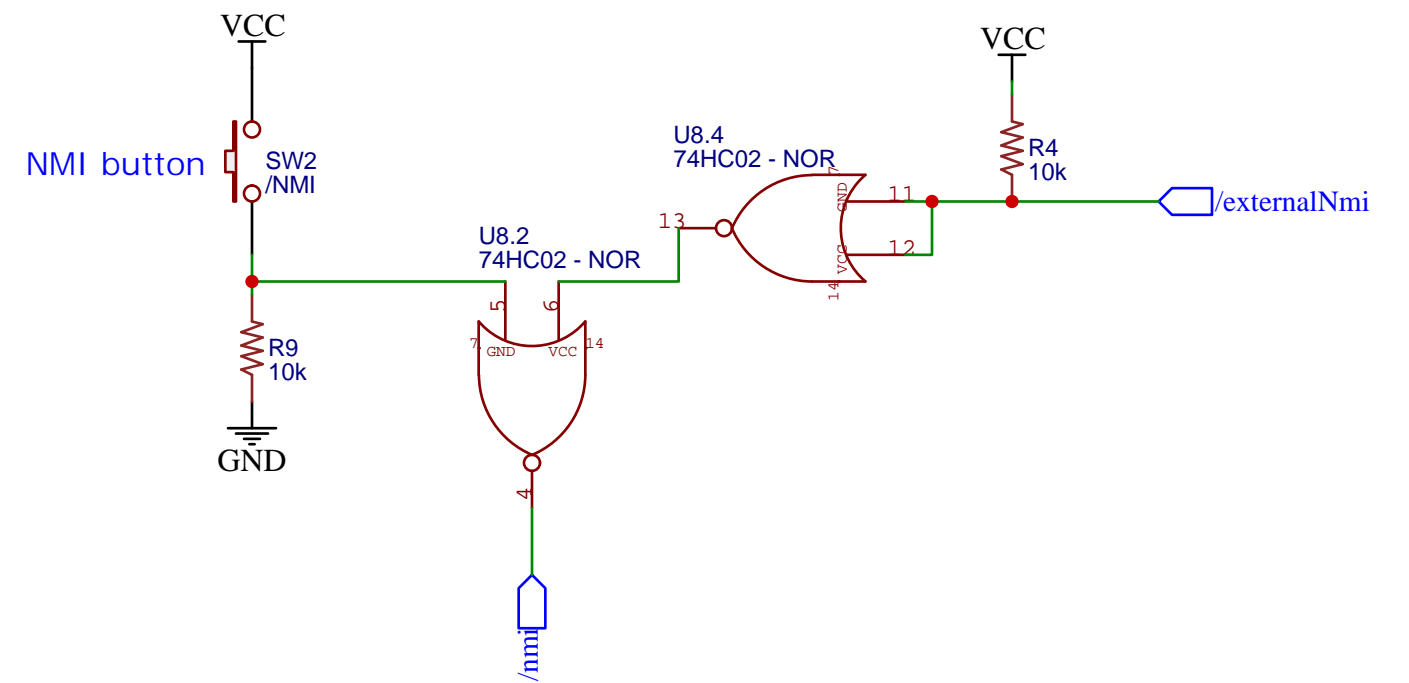 VCC
VCC
NMI button
SW2
/NMI
U8.4
74HC02 - NOR
7
GND
11
R4
10k
/externalNmi
13
12
VCC
14
U8.2
74HC02 - NOR
5
6
7
GND
VCC
14
R9
10k
GND
4
/nmi